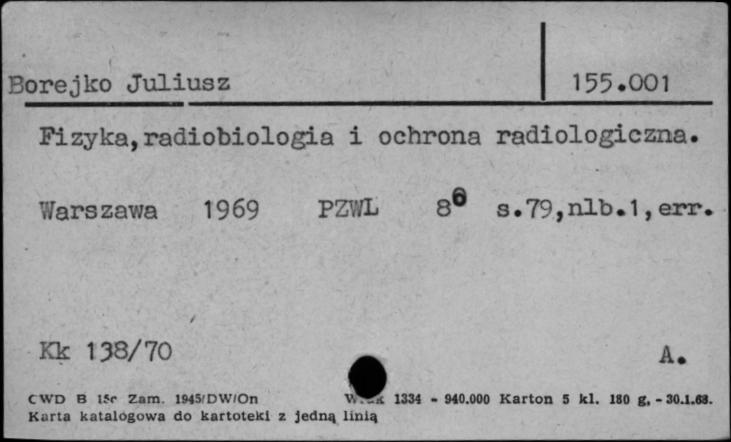 Borejko Juliusz 155.001
Fizyka,radiobiologia i ochrona radiologiczna.
Warszawa 1969 PZWL 8° s.79,nlb.1,err.
Kk 138/70 A.
CWD B Zam. 1945/DW/On 1334 - 940.000 Karton 5 kl. 180 g. - 30.1.68.
Karta katalogowa do kartoteki z jedną linią